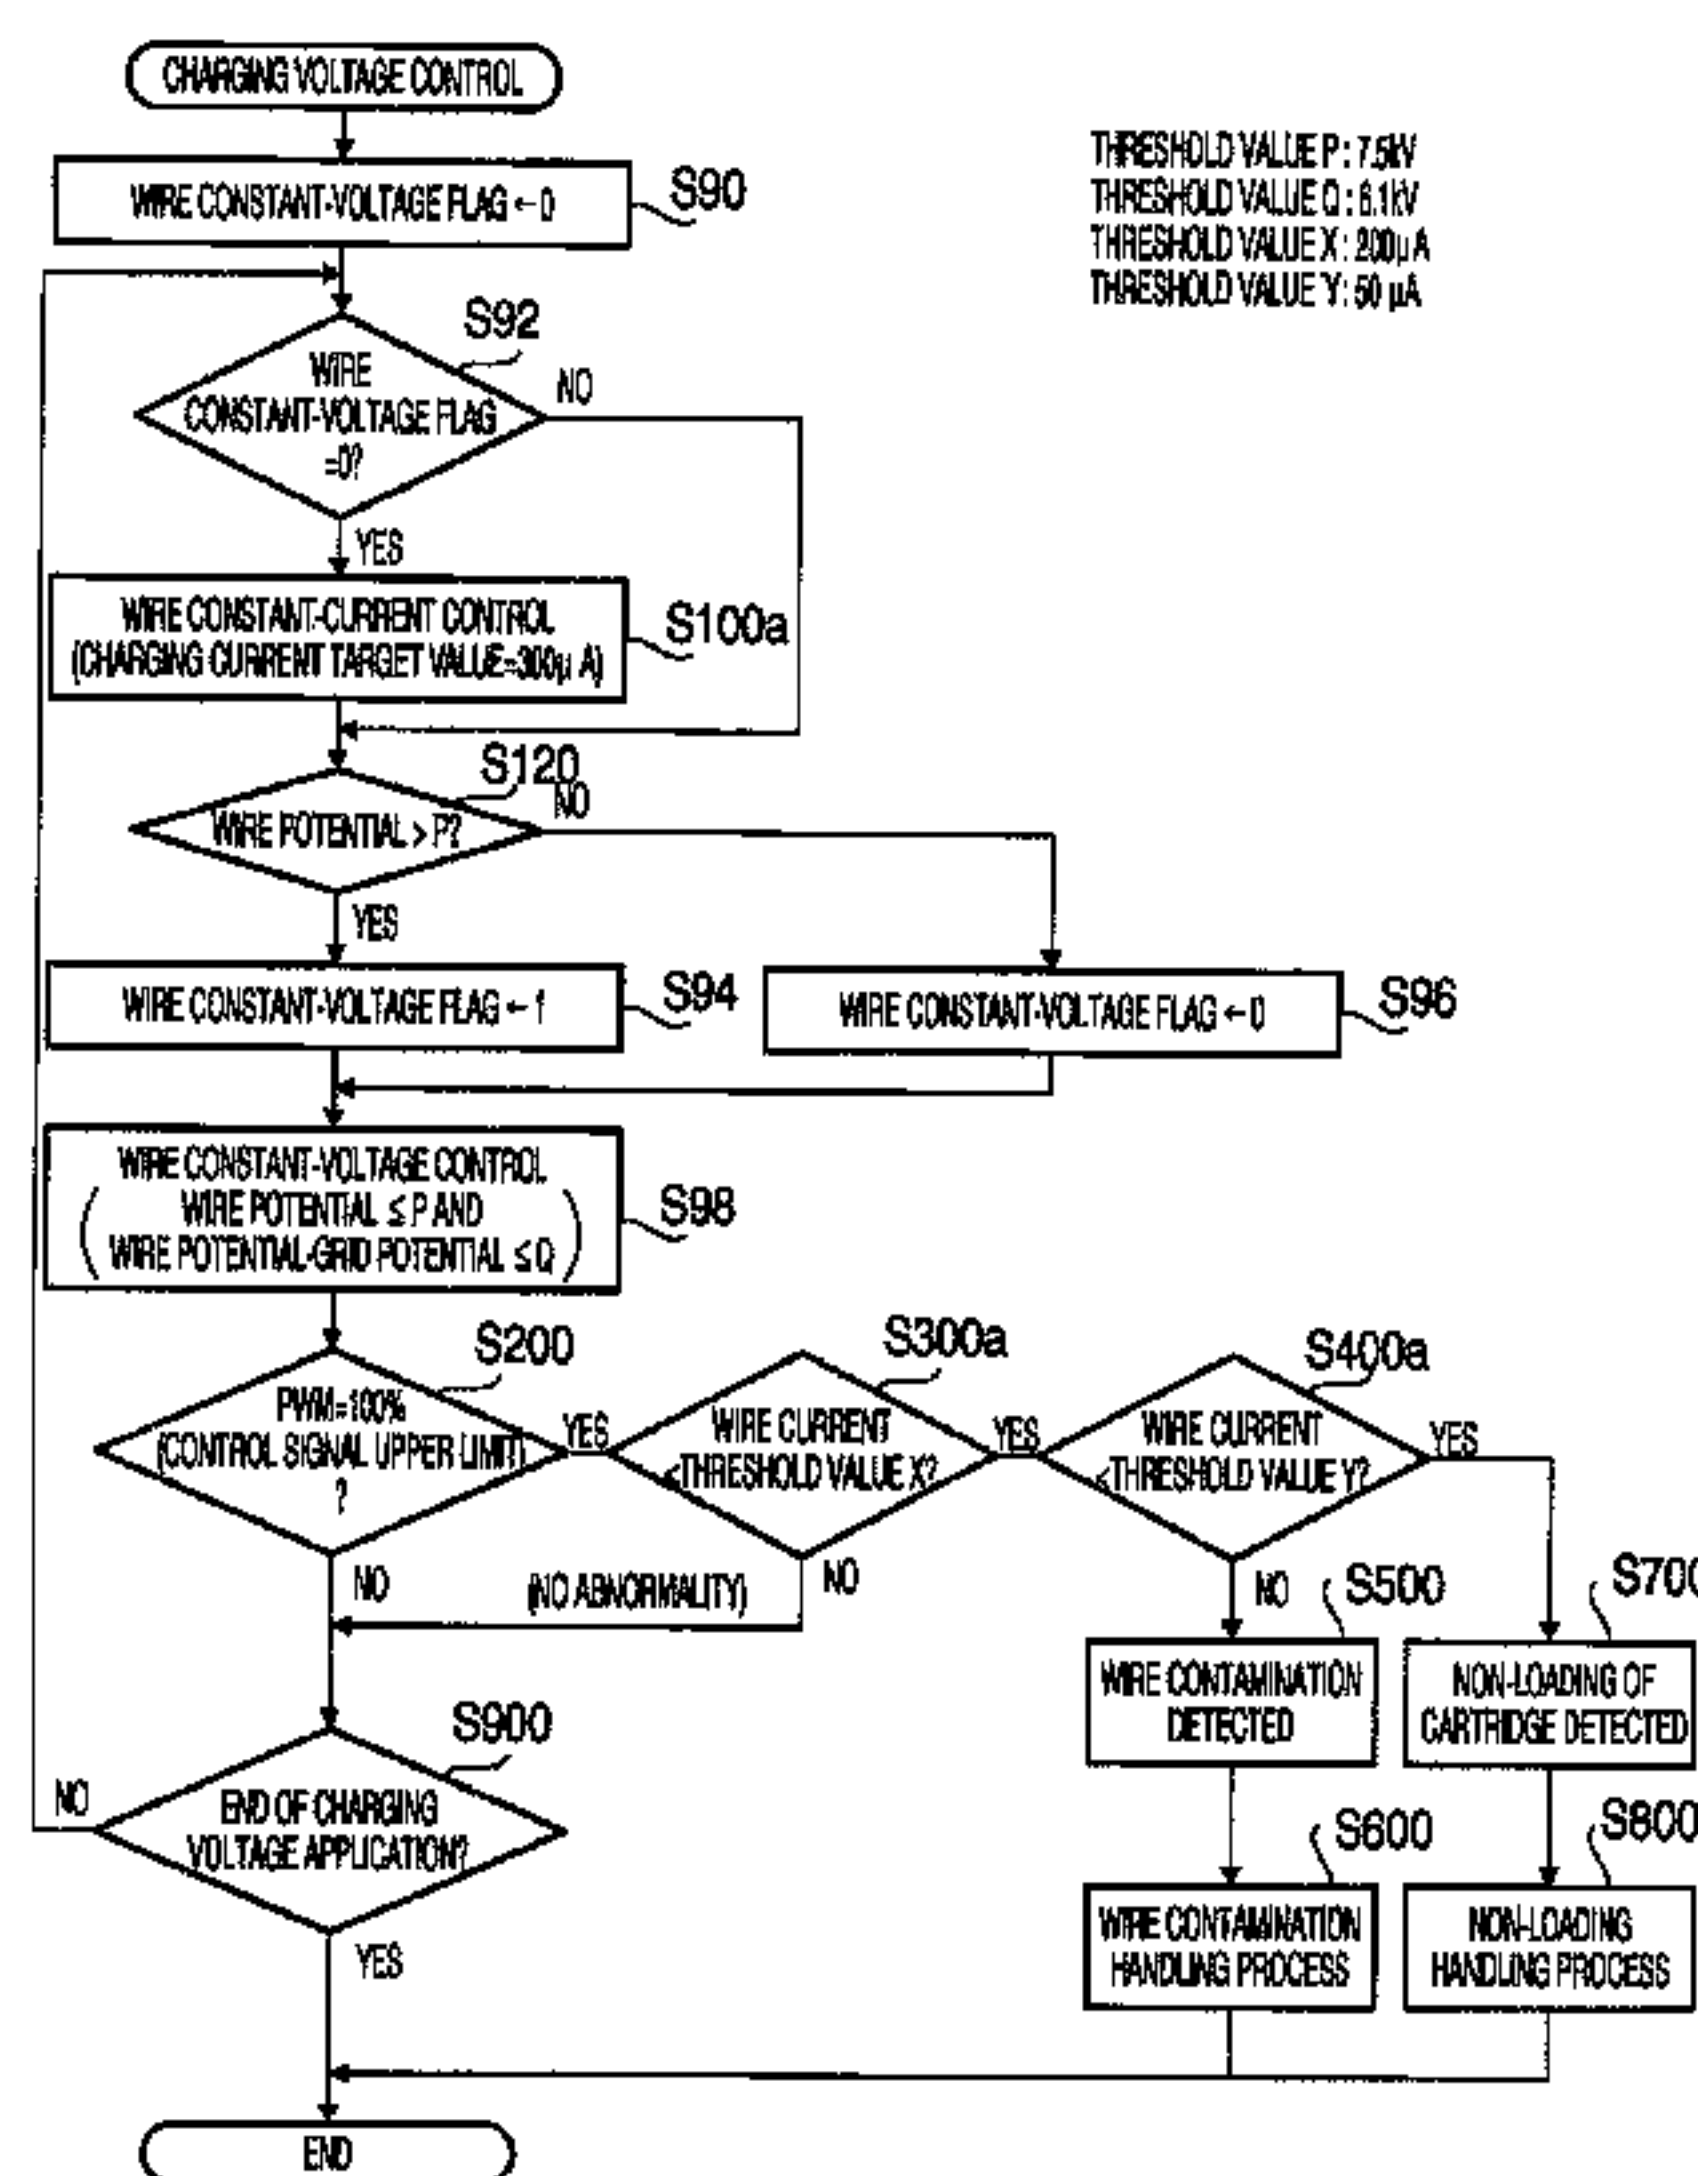 CHARGING VOLTAGE CONTROL
THRESHOLD VALUE P : 7.5kV
THRESHOLD VALUE Q : 6.1kV
THRESHOLD VALUE X : 200μA
THRESHOLD VALUE Y : 50 μA
WIRE CONSTANT-VOLTAGE FLAG ← 0
S90
S92
WIRE
CONSTANT-VOLTAGE FLAG
=0?
NO
YES
WIRE CONSTANT-CURRENT CONTROL
(CHARGING CURRENT TARGET VALUE=300μ A)
S100a
S120
WIRE POTENTIAL > P?
NO
YES
WIRE CONSTANT-VOLTAGE FLAG ← 1
S94
WIRE CONSTANT-VOLTAGE FLAG ← 0
S96
WIRE CONSTANT-VOLTAGE CONTROL
( WIRE POTENTIAL ≤ P AND
WIRE POTENTIAL-GRID POTENTIAL ≤ Q )
S98
S200
PWM=100%
(CONTROL SIGNAL UPPER LIMIT)
?
YES
NO
S300a
WIRE CURRENT
<THRESHOLD VALUE X?
YES
NO
(NO ABNORMALITY)
S400a
WIRE CURRENT
<THRESHOLD VALUE Y?
YES
NO
S500
WIRE CONTAMINATION
DETECTED
S700
NON-LOADING OF
CARTRIDGE DETECTED
S900
END OF CHARGING
VOLTAGE APPLICATION?
NO
YES
S600
WIRE CONTAMINATION
HANDLING PROCESS
S800
NON-LOADING
HANDLING PROCESS
END